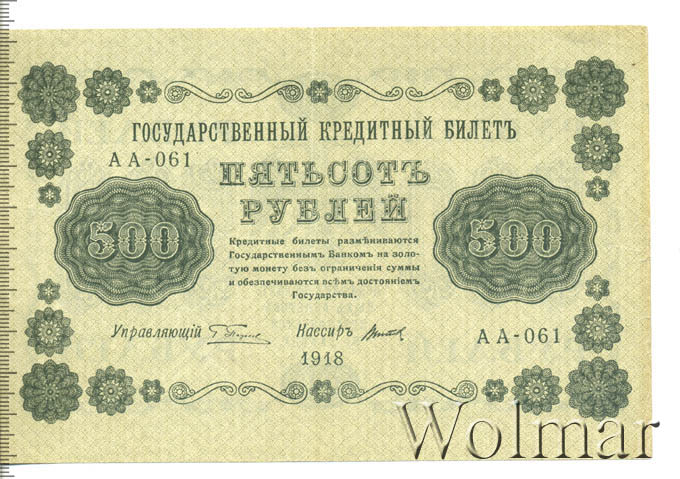 ГОСУДАРСТВЕННЫЙ КРЕДИТНЫЙ БИЛЕТЪ
АА-061
ПЯТЬСОТЪ
РУБЛЕЙ
500
500
Кредитные билеты размѣниваются
Государственнымъ Банкомъ на золо-
тую монету безъ ограниченія суммы
и обезпечиваются всѣмъ достояніемъ
Государства.
Управляющій
Кассиръ
АА-061
1918
Wolmar